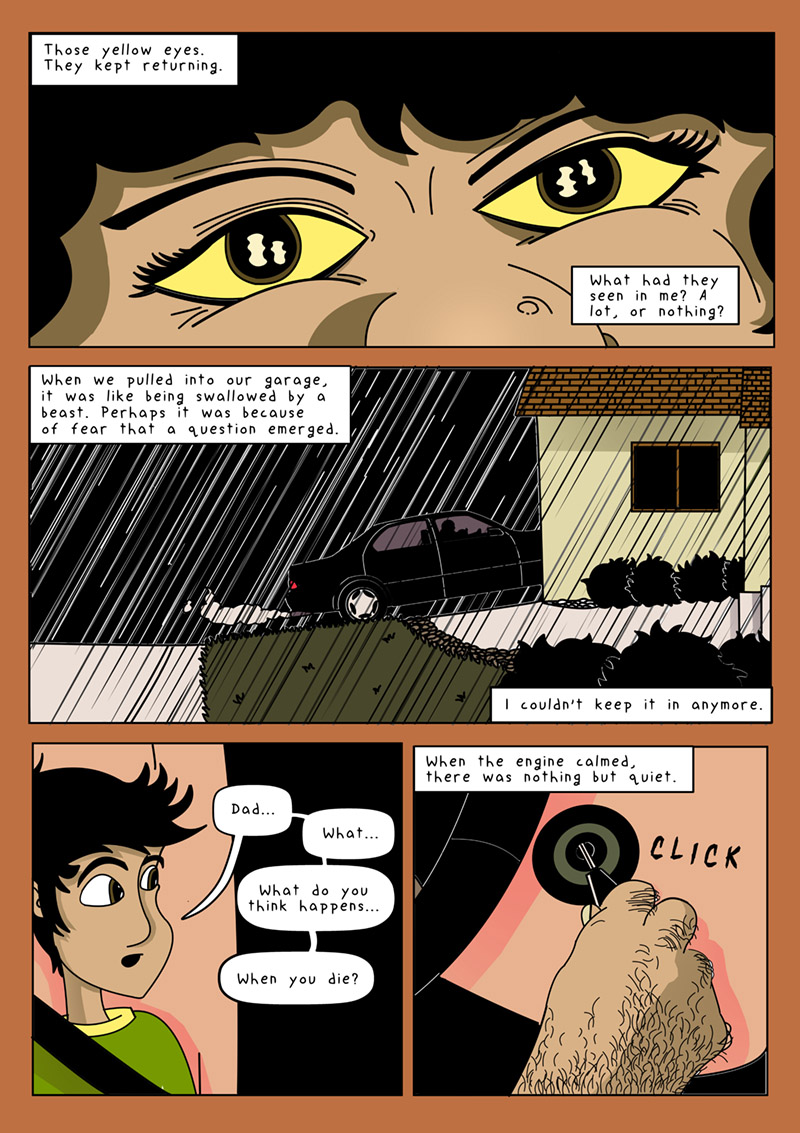 Those yellow eyes.
They kept returning.
What had they
seen in me? A
lot, or nothing?
When we pulled into our garage,
it was like being swallowed by a
beast. Perhaps it was because
of fear that a question emerged.
I couldn't keep it in anymore.
Dad...
What...
What do you
think happens...
When you die?
When the engine calmed,
there was nothing but quiet.
CLICK